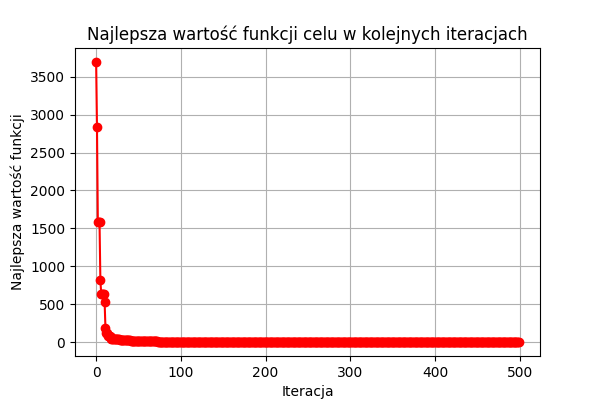 Najlepsza wartość funkcji celu w kolejnych iteracjach
Najlepsza wartość funkcji
3500
3000
2500
2000
1500
1000
500
0
0 100 200 300 400 500
Iteracja